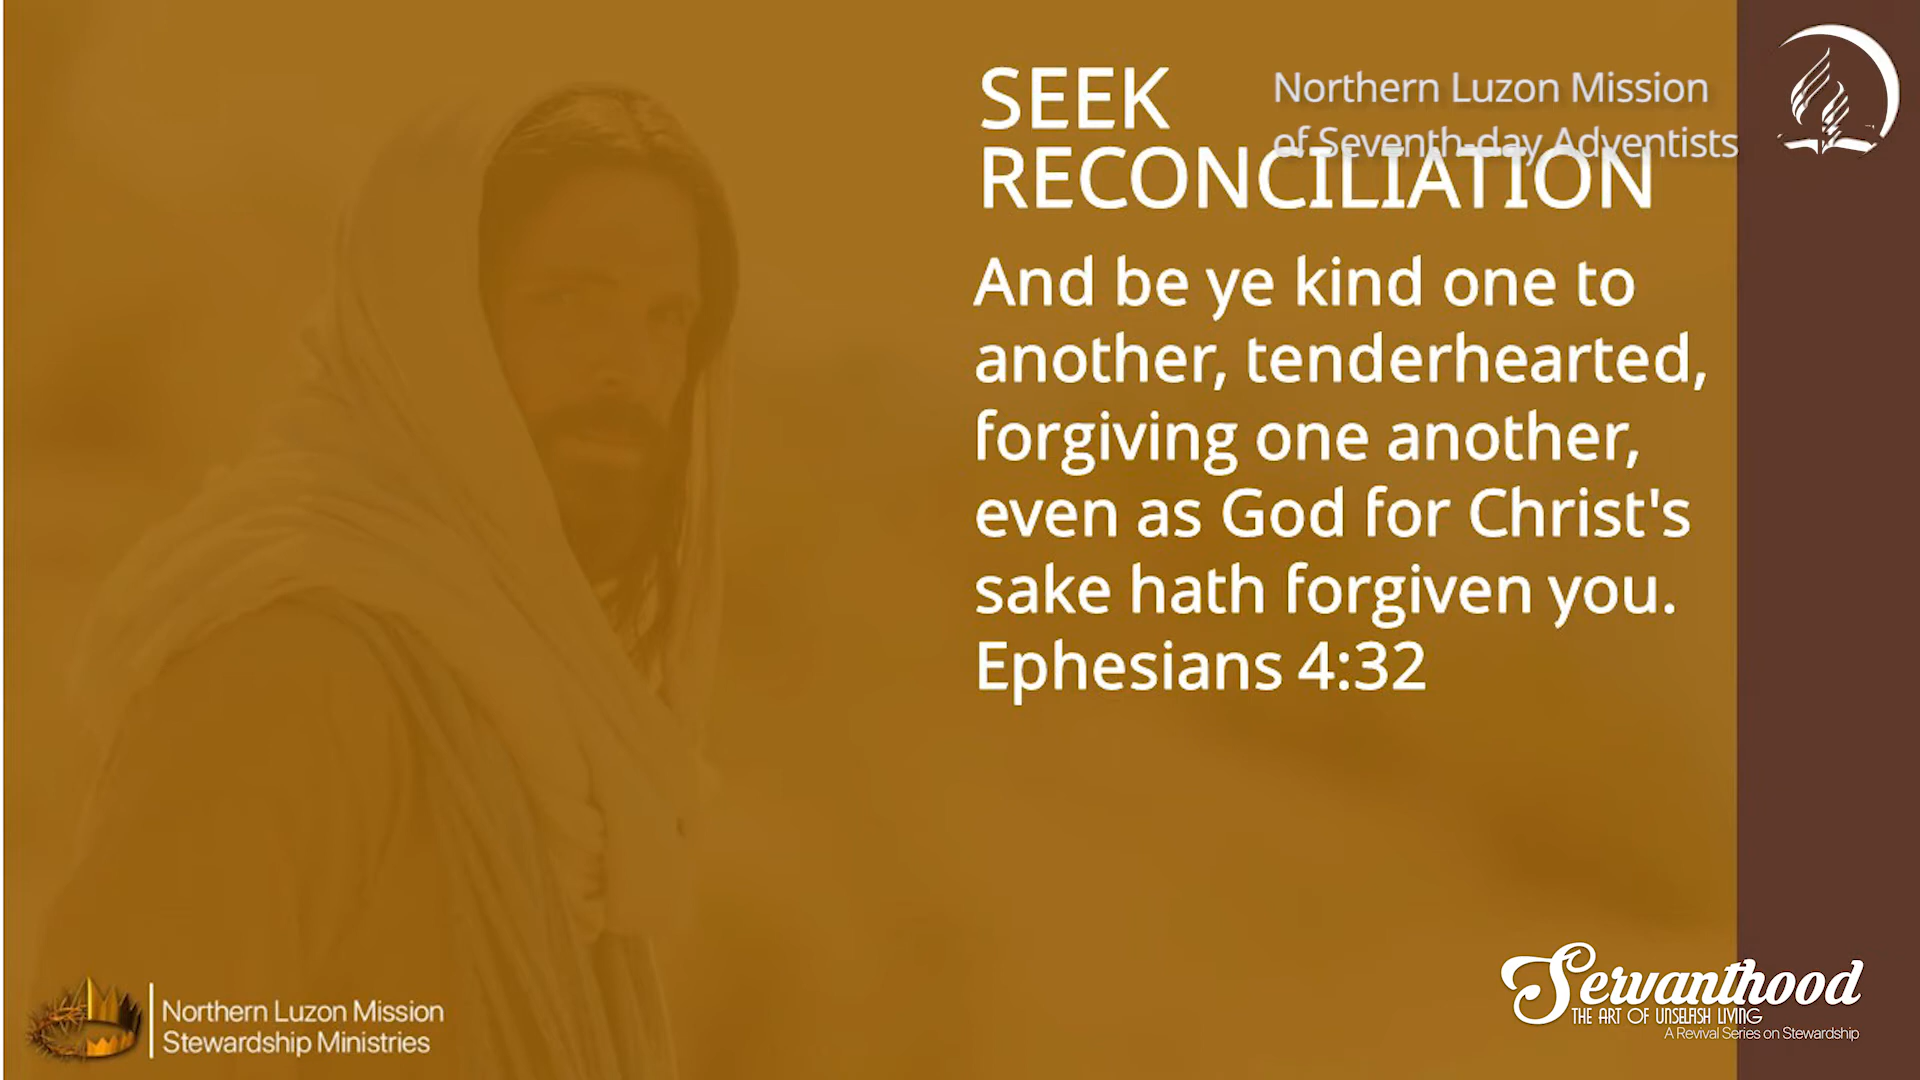 SEEK
RECONCILIATION
Northern Luzon Mission
of Seventh-day Adventists
And be ye kind one to
another, tenderhearted,
forgiving one another,
even as God for Christ's
sake hath forgiven you.
Ephesians 4:32
Northern Luzon Mission
Stewardship Ministries
Servanthood
THE ART OF UNSELFISH LIVING
A Revival Series on Stewardship